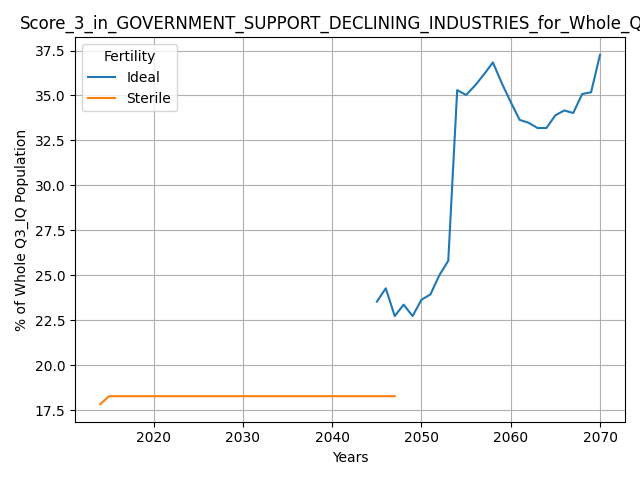 Score_3_in_GOVERNMENT_SUPPORT_DECLINING_INDUSTRIES_for_Whole_Q
Fertility
Ideal
Sterile
% of Whole Q3_IQ Population
37.5
35.0
32.5
30.0
27.5
25.0
22.5
20.0
17.5
2020 2030 2040 2050 2060 2070
Years